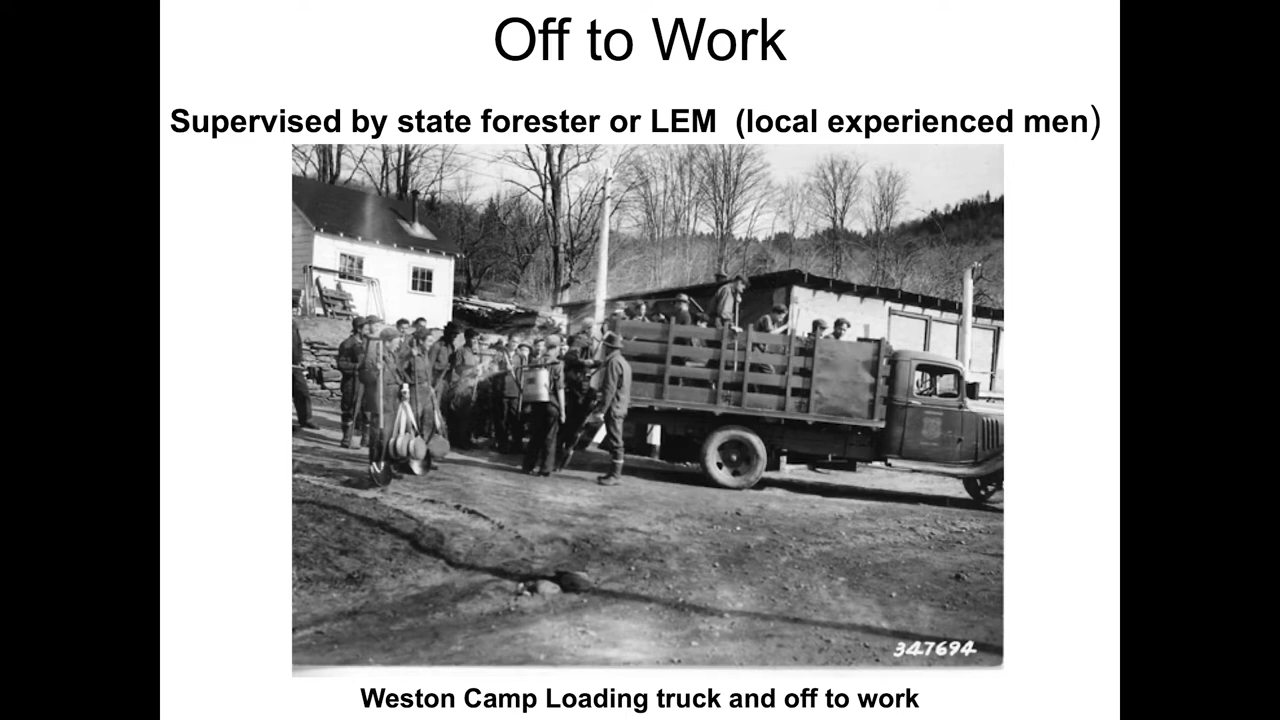 Off to Work
Supervised by state forester or LEM (local experienced men)
347694
Weston Camp Loading truck and off to work